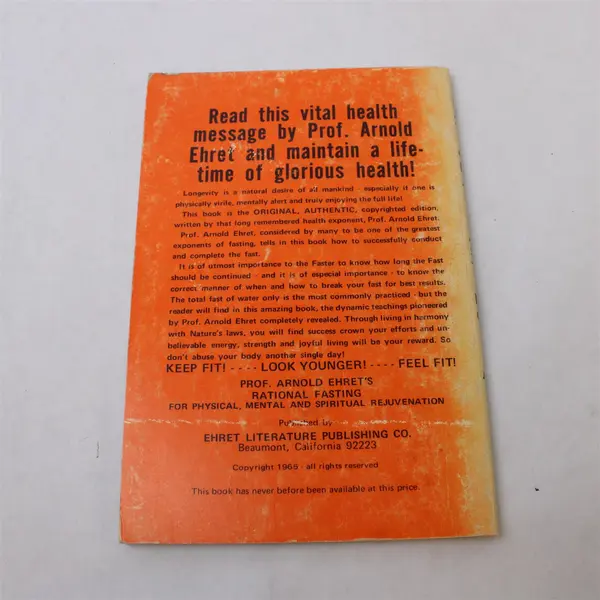 Read this vital health
message by Prof. Arnold
Ehret and maintain a life-
time of glorious health!
Longevity is a natural desire of all mankind - especially if one is
physically virile, mentally alert and truly enjoying the full life!
This book is the ORIGINAL, AUTHENTIC, copyrighted edition,
written by that long remembered health exponent, Prof. Arnold Ehret.
Prof. Arnold Ehret, considered by many to be one of the greatest
exponents of fasting, tells in this book how to successfully conduct
and complete the fast.
It is of utmost importance to the Faster to know how long the Fast
should be continued - and it is of especial importance - to know the
correct manner of when and how to break your fast for best results.
The total fast of water only is the most commonly practiced - but the
reader will find in this amazing book, the dynamic teachings pioneered
by Prof. Arnold Ehret completely revealed. Through living in harmony
with Nature's laws, you will find success crown your efforts and un-
believable energy, strength and joyful living will be your reward. So
don't abuse your body another single day!
KEEP FIT! - - - - LOOK YOUNGER! - - - - FEEL FIT!
PROF. ARNOLD EHRET'S
RATIONAL FASTING
FOR PHYSICAL, MENTAL AND SPIRITUAL REJUVENATION
Published by
EHRET LITERATURE PUBLISHING CO.
Beaumont, California 92223
Copyright - all rights reserved
This book has never before been available at this price.